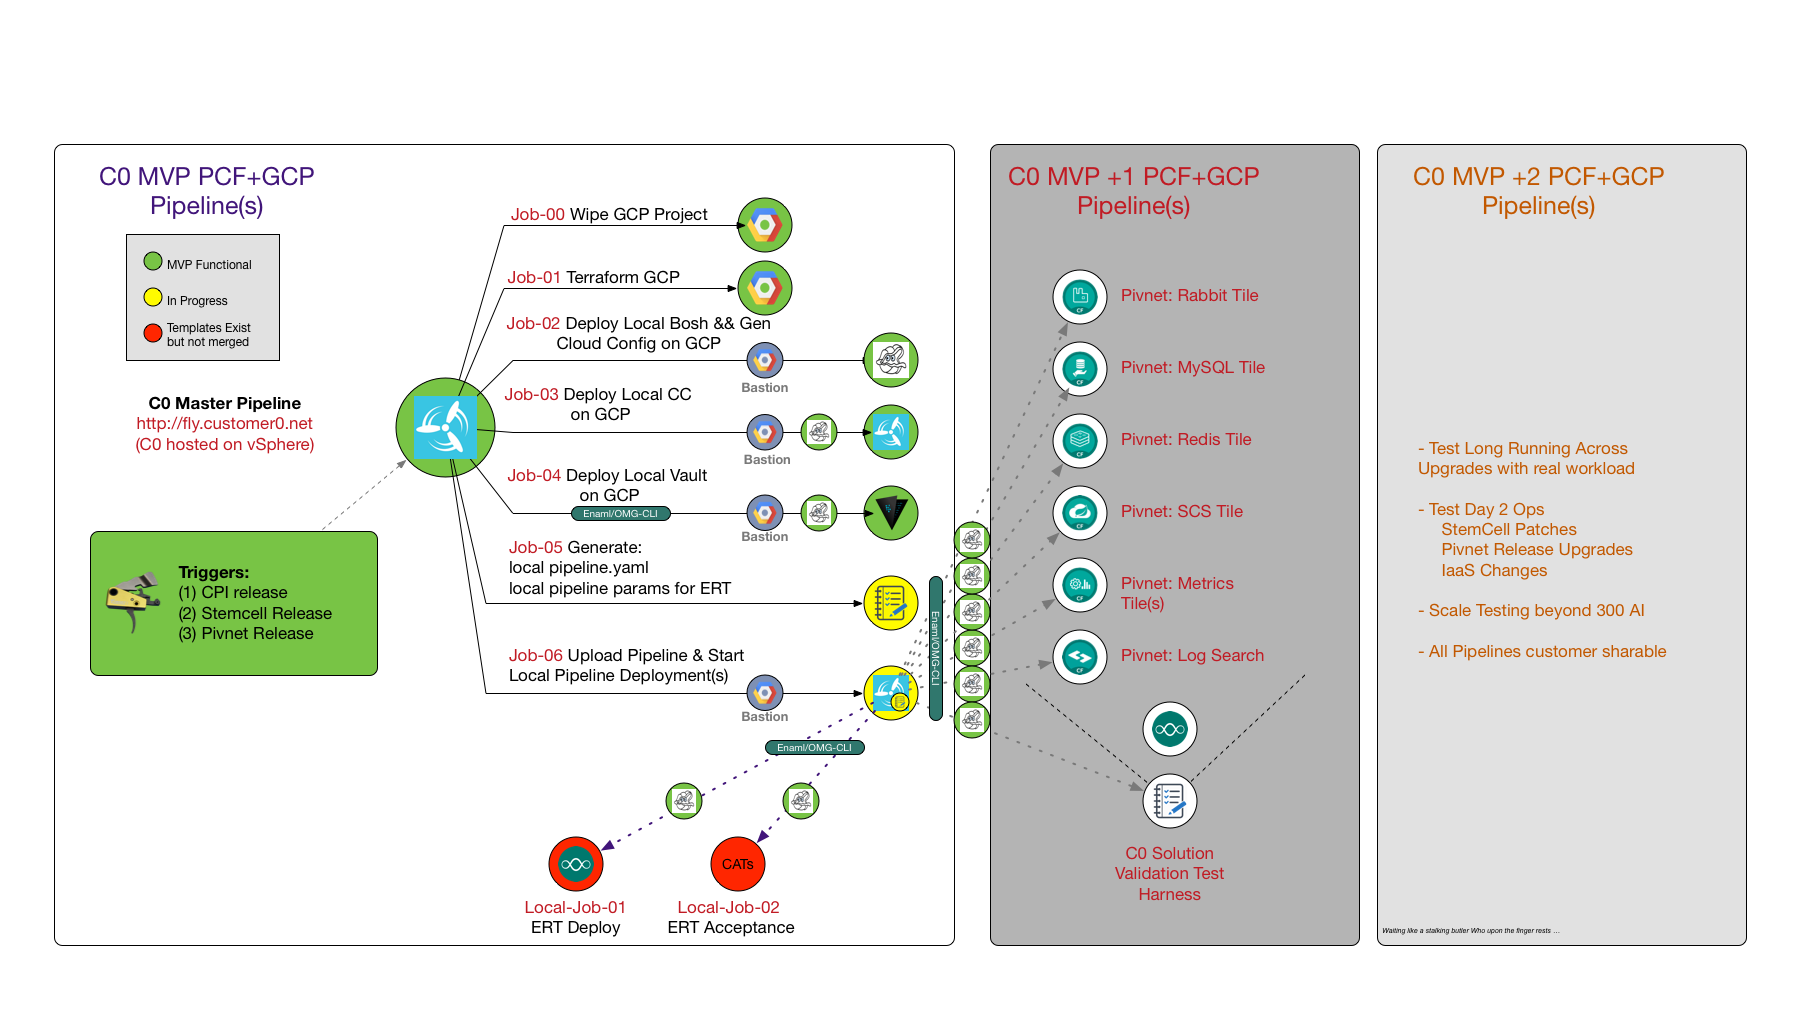 C0 MVP PCF+GCP
Pipeline(s)
MVP Functional
In Progress
Templates Exist
but not merged
C0 Master Pipeline
http://fly.customer0.net
(C0 hosted on vSphere)
Triggers:
(1) CPI release
(2) Stemcell Release
(3) Pivnet Release
Job-00 Wipe GCP Project
Job-01 Terraform GCP
Job-02 Deploy Local Bosh && Gen
Cloud Config on GCP
Bastion
Job-03 Deploy Local CC
on GCP
Bastion
Job-04 Deploy Local Vault
on GCP
Enaml/OMG-CLI
Bastion
Job-05 Generate:
local pipeline.yaml
local pipeline params for ERT
Job-06 Upload Pipeline & Start
Local Pipeline Deployment(s)
Bastion
Enaml/OMG-CLI
Enaml/OMG-CLI
CATs
Local-Job-01
ERT Deploy
Local-Job-02
ERT Acceptance
C0 MVP +1 PCF+GCP
Pipeline(s)
CF
Pivnet: Rabbit Tile
CF
Pivnet: MySQL Tile
CF
Pivnet: Redis Tile
CF
Pivnet: SCS Tile
CF
Pivnet: Metrics
Tile(s)
CF
Pivnet: Log Search
C0 Solution
Validation Test
Harness
C0 MVP +2 PCF+GCP
Pipeline(s)
- Test Long Running Across
Upgrades with real workload
- Test Day 2 Ops
StemCell Patches
Pivnet Release Upgrades
IaaS Changes
- Scale Testing beyond 300 AI
- All Pipelines customer sharable
Waiting like a stalking butler Who upon the finger rests ...